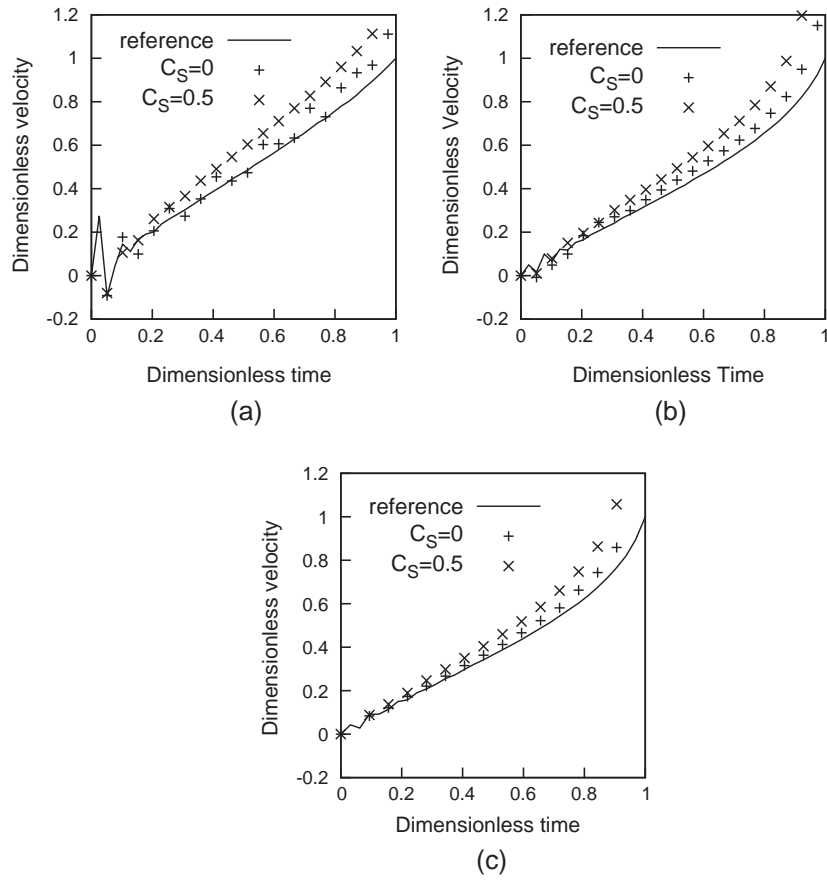 1.2
1
0.8
0.6
0.4
0.2
0
-0.2
0 0.2 0.4 0.6 0.8 1
Dimensionless velocity
Dimensionless time
reference
C_S=0
C_S=0.5
(a)
1.2
1
0.8
0.6
0.4
0.2
0
-0.2
0 0.2 0.4 0.6 0.8 1
Dimensionless Velocity
Dimensionless Time
reference
C_S=0
C_S=0.5
(b)
1.2
1
0.8
0.6
0.4
0.2
0
-0.2
0 0.2 0.4 0.6 0.8 1
Dimensionless velocity
Dimensionless time
reference
C_S=0
C_S=0.5
(c)